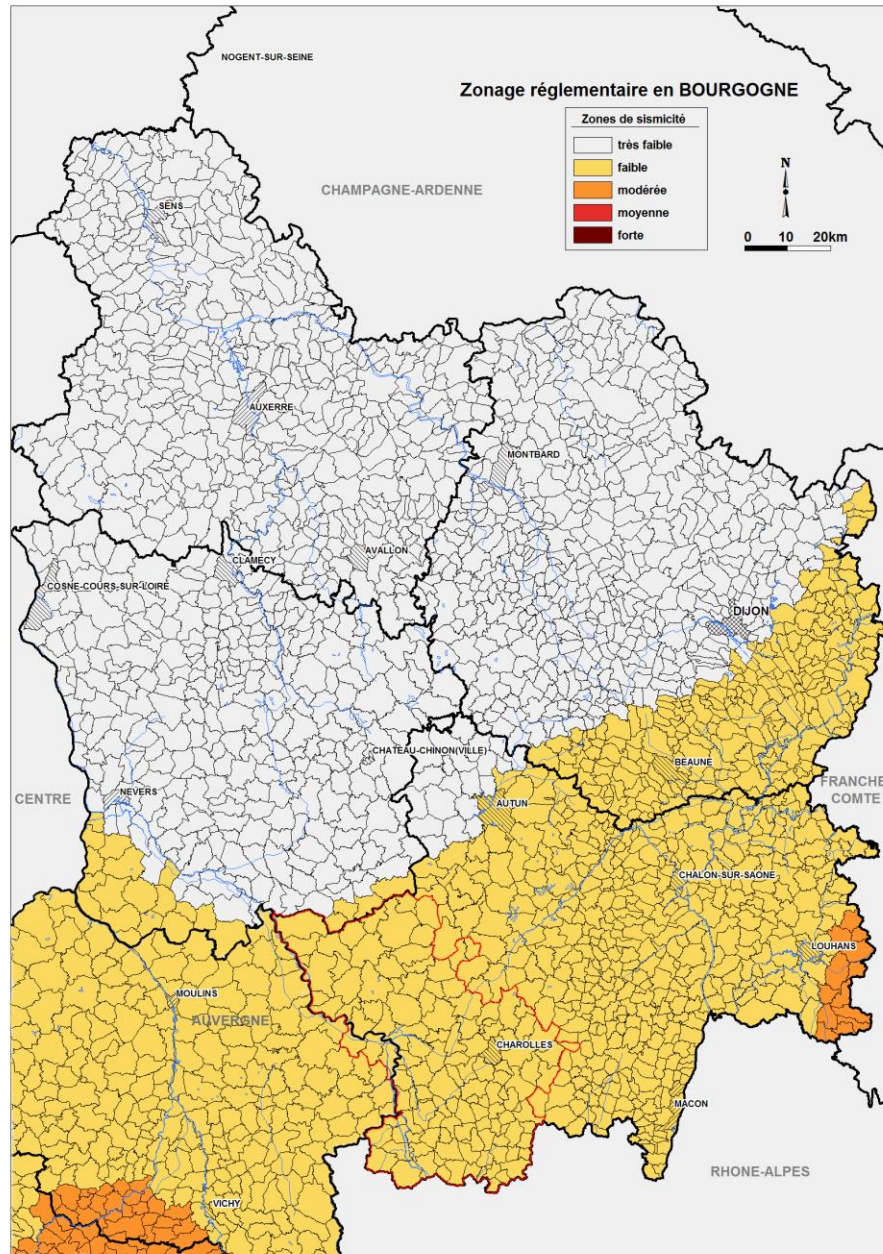 NOGENT-SUR-SEINE
Zonage réglementaire en BOURGOGNE
Zones de sismicité
très faible
faible
modérée
moyenne
forte
N
0 10 20km
CHAMPAGNE-ARDENNE
SENS
AUXERRE
MONTBARD
AVALLON
CLAMECY
COSNE-COURS-SUR-LOIRE
DIJON
CHATEAU-CHINON(VILLE)
BEAUNE
NEVERS
CENTRE
FRANCHE
COMTE
AUTUN
CHALON-SUR-SAONE
LOUHANS
MOULINS
AUVERGNE
CHAROLLES
MACON
RHONE-ALPES
VICHY